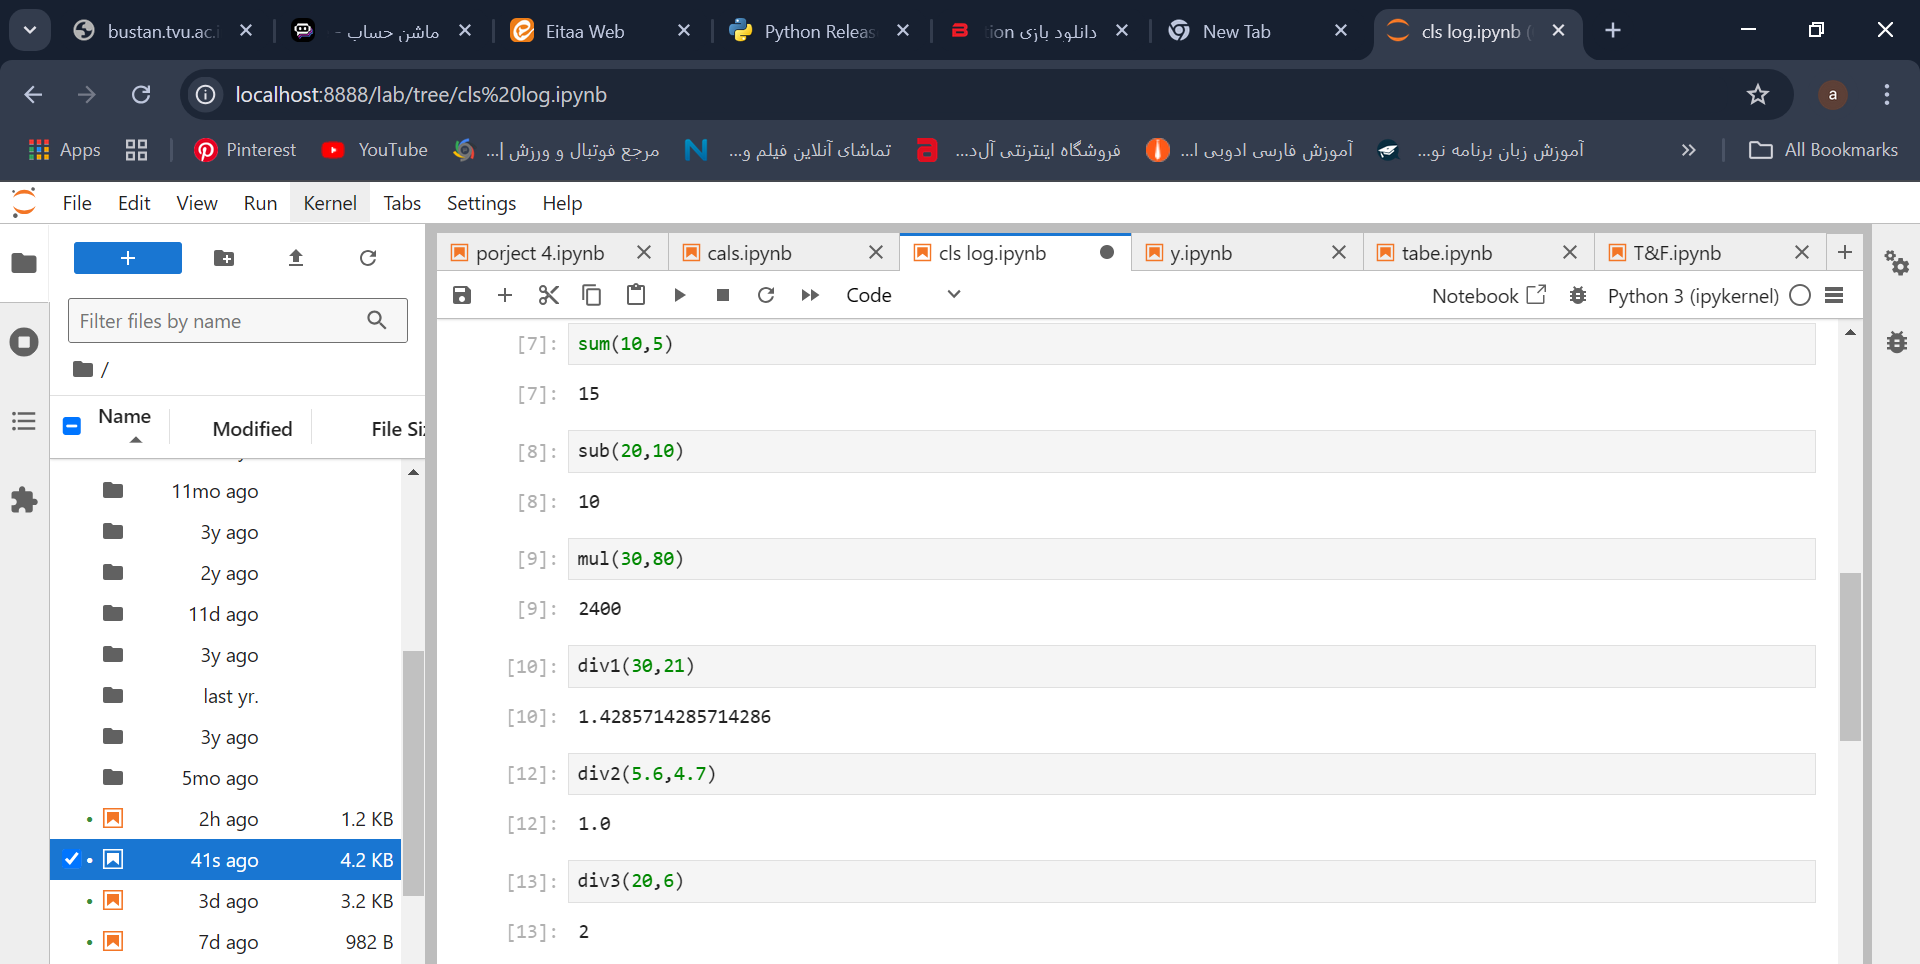 bustan.tvu.ac.i
ماشن حساب -
Eitaa Web
Python Releas
دانلود بازی tion
New Tab
cls log.ipynb (
localhost:8888/lab/tree/cls%20log.ipynb
a
Apps
Pinterest
YouTube
مرجع فوتبال و ورزش |...
تماشای آنلاین فیلم و...
فروشگاه اینترنتی آل‌د...
آموزش فارسی ادوبی ا...
آموزش زبان برنامه نو...
All Bookmarks
File Edit View Run Kernel Tabs Settings Help
porject 4.ipynb
cals.ipynb
cls log.ipynb
y.ipynb
tabe.ipynb
T&F.ipynb
Code
Notebook
Python 3 (ipykernel)
Filter files by name
/
Name
Modified
File Siz
11mo ago
3y ago
2y ago
11d ago
3y ago
last yr.
3y ago
5mo ago
2h ago 1.2 KB
41s ago 4.2 KB
3d ago 3.2 KB
7d ago 982 B
[7]: sum(10,5)
[7]: 15
[8]: sub(20,10)
[8]: 10
[9]: mul(30,80)
[9]: 2400
[10]: div1(30,21)
[10]: 1.4285714285714286
[12]: div2(5.6,4.7)
[12]: 1.0
[13]: div3(20,6)
[13]: 2